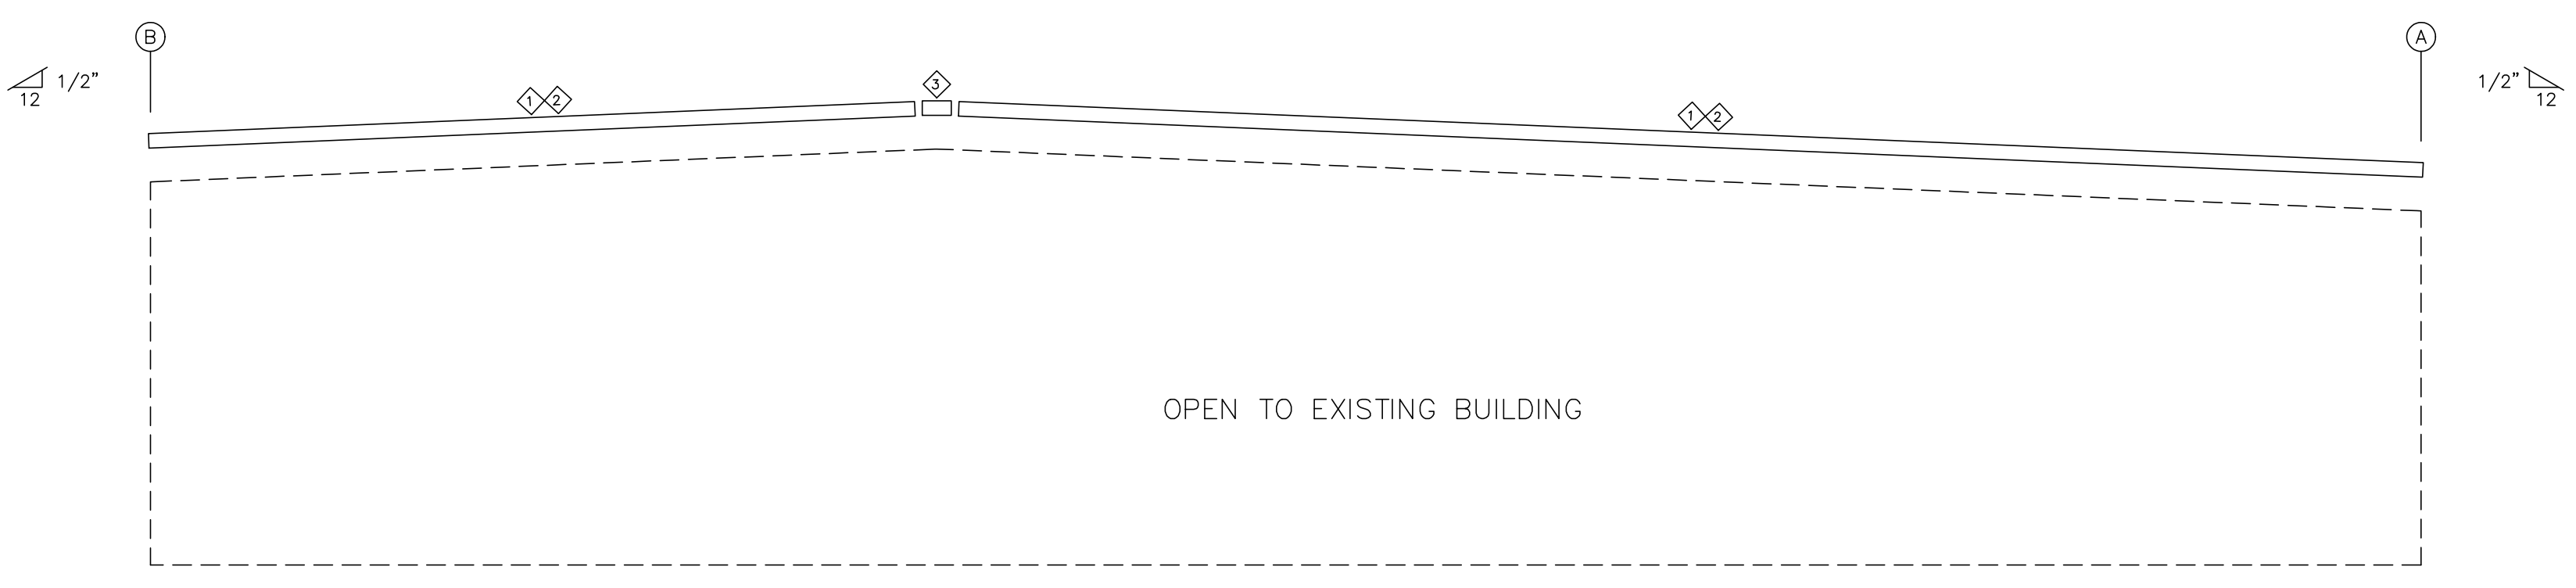 B
A
1/2"
12
1 2
3
1 2
1/2"
12
OPEN TO EXISTING BUILDING